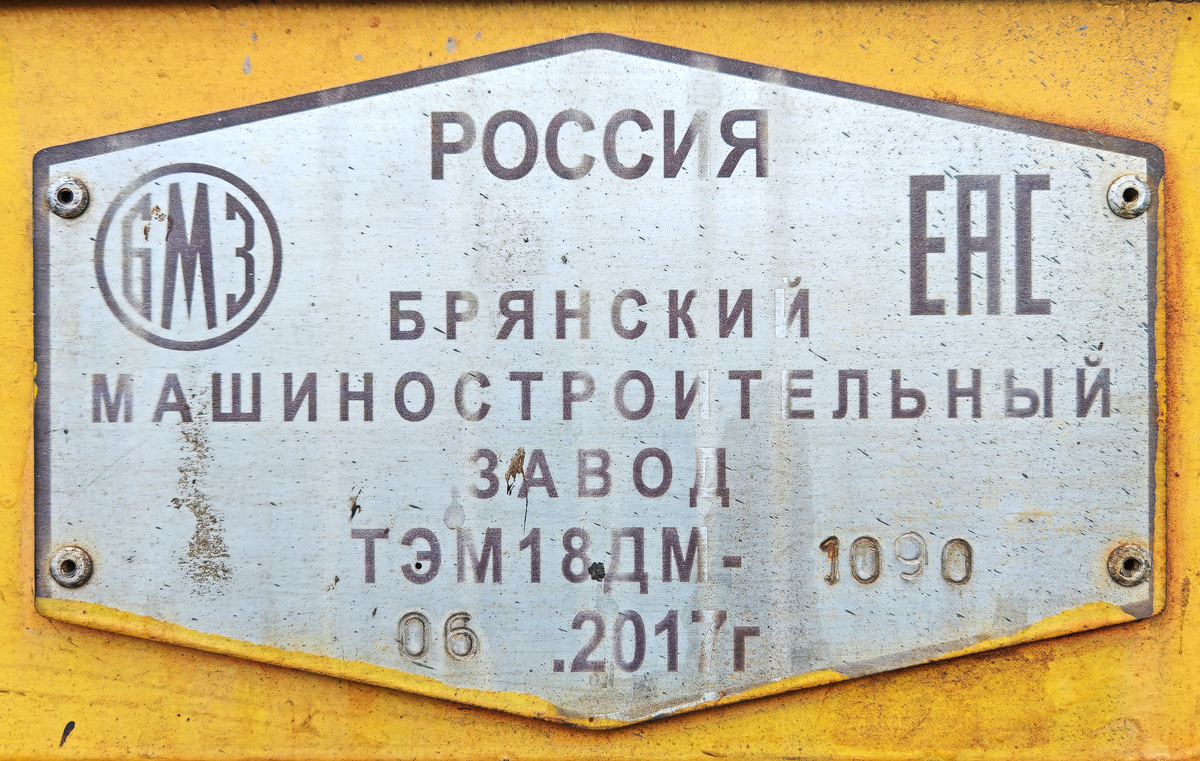 РОССИЯ
БМЗ
ЕАС
БРЯНСКИЙ
МАШИНОСТРОИТЕЛЬНЫЙ
ЗАВОД
ТЭМ18ДМ- 1090
06 .2017г